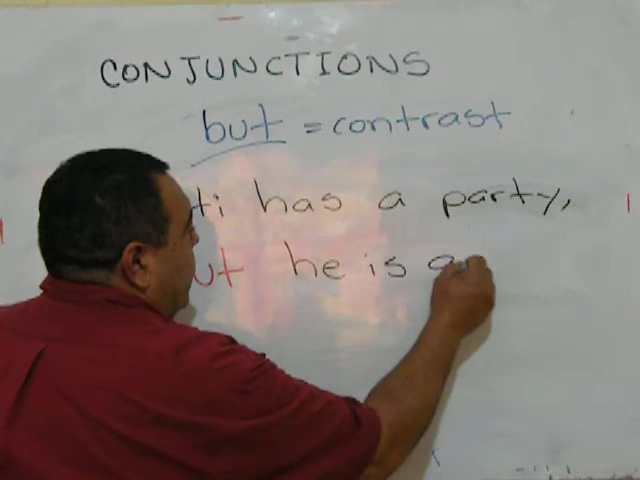 CONJUNCTIONS
but = contrast
has a party,
he is a